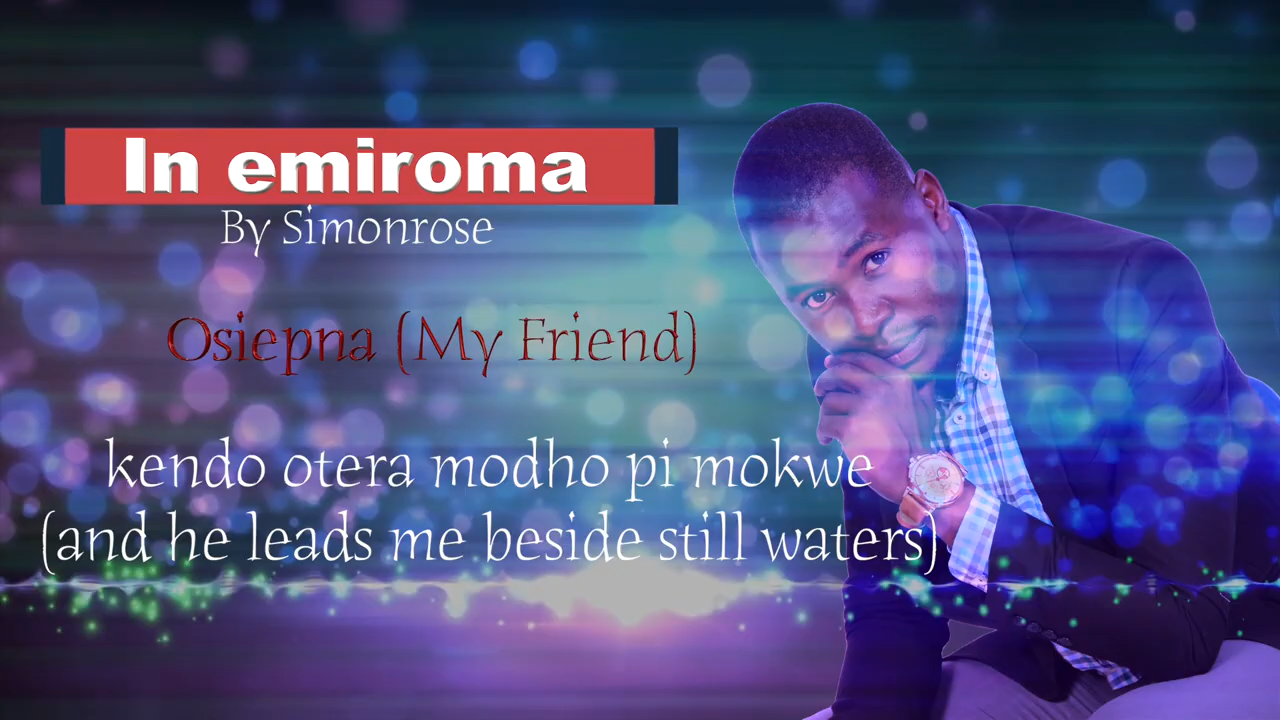 In emiroma
By Simonrose
Osiepna (My Friend)
kendo otera modho pi mokwe
(and he leads me beside still waters)